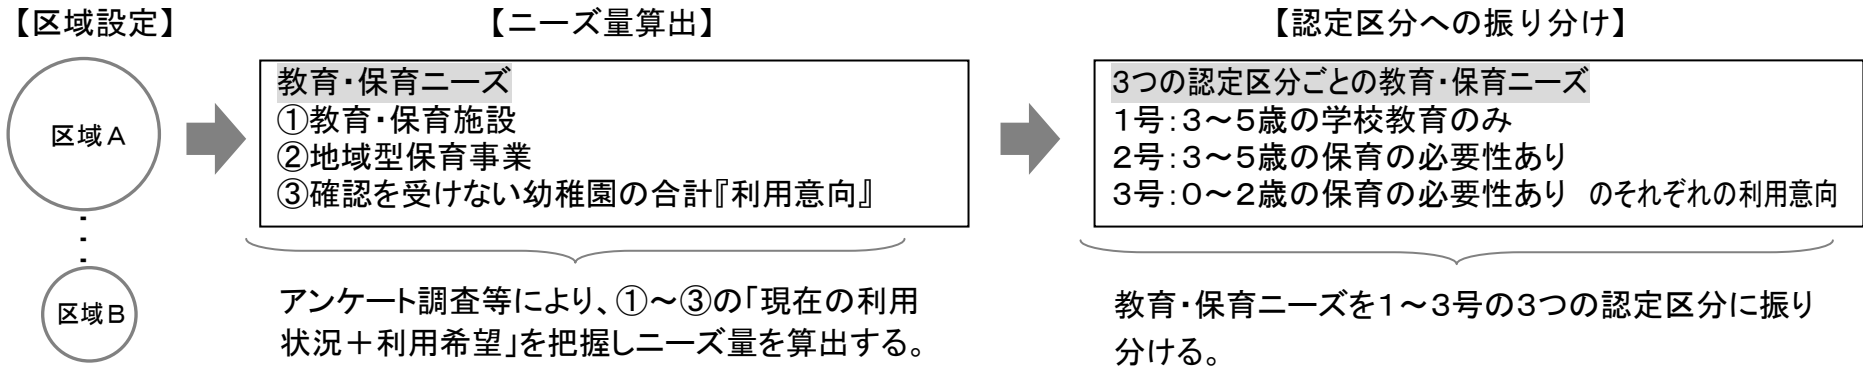 【区域設定】
区域A
区域B
【ニーズ量算出】
教育・保育ニーズ
①教育・保育施設
②地域型保育事業
③確認を受けない幼稚園の合計『利用意向』
アンケート調査等により、①~③の「現在の利用
状況+利用希望」を把握しニーズ量を算出する。
【認定区分への振り分け】
3つの認定区分ごとの教育・保育ニーズ
1号:3~5歳の学校教育のみ
2号:3~5歳の保育の必要性あり
3号:0~2歳の保育の必要性あり のそれぞれの利用意向
教育・保育ニーズを1~3号の3つの認定区分に振り
分ける。